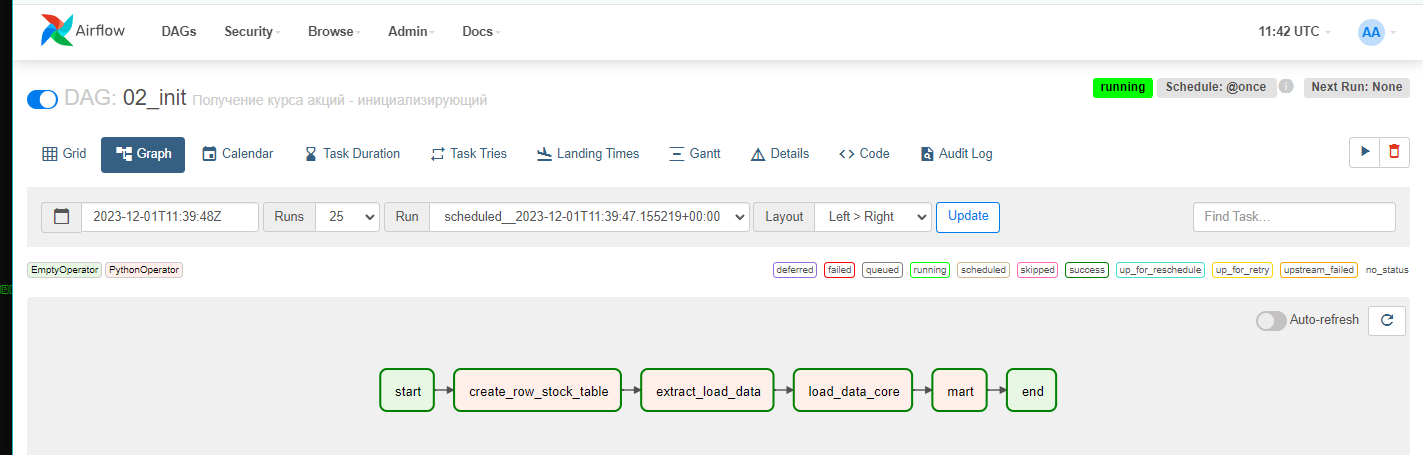 Airflow DAGs Security Browse Admin Docs 11:42 UTC AA
DAG: 02_init Получение курса акций - инициализирующий running Schedule: @once i Next Run: None
Grid Graph Calendar Task Duration Task Tries Landing Times Gantt Details Code Audit Log
2023-12-01T11:39:48Z Runs 25 Run scheduled__2023-12-01T11:39:47.155219+00:00 Layout Left > Right Update Find Task...
EmptyOperator PythonOperator deferred failed queued running scheduled skipped success up_for_reschedule up_for_retry upstream_failed no_status
Auto-refresh
start create_row_stock_table extract_load_data load_data_core mart end